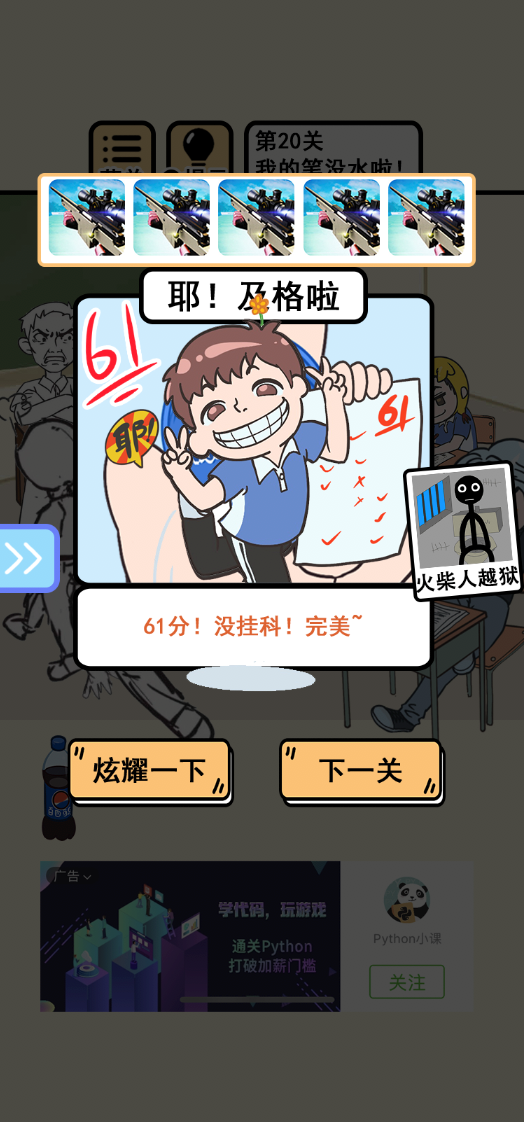 第20关
我的笔没水啦！
耶！及格啦
61
耶!
61
火柴人越狱
61分！没挂科！完美~
炫耀一下
下一关
广告
学代码，玩游戏
通关Python
打破加薪门槛
Python小课
关注